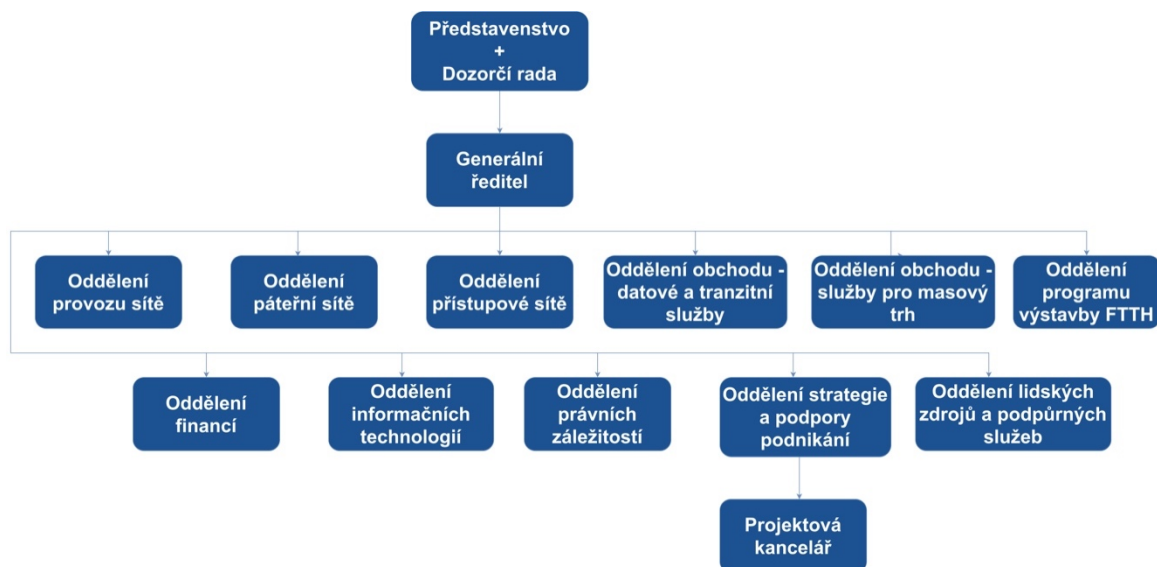 Představenstvo
+
Dozorčí rada
Generální
ředitel
Oddělení
provozu sítě
Oddělení
páteřní sítě
Oddělení
přístupové sítě
Oddělení obchodu -
datové a tranzitní
služby
Oddělení obchodu -
služby pro masový
trh
Oddělení
programu
výstavby FTTH
Oddělení
financí
Oddělení
informačních
technologií
Oddělení
právních
záležitostí
Oddělení strategie
a podpory
podnikání
Oddělení lidských
zdrojů a podpůrných
služeb
Projektová
kancelář